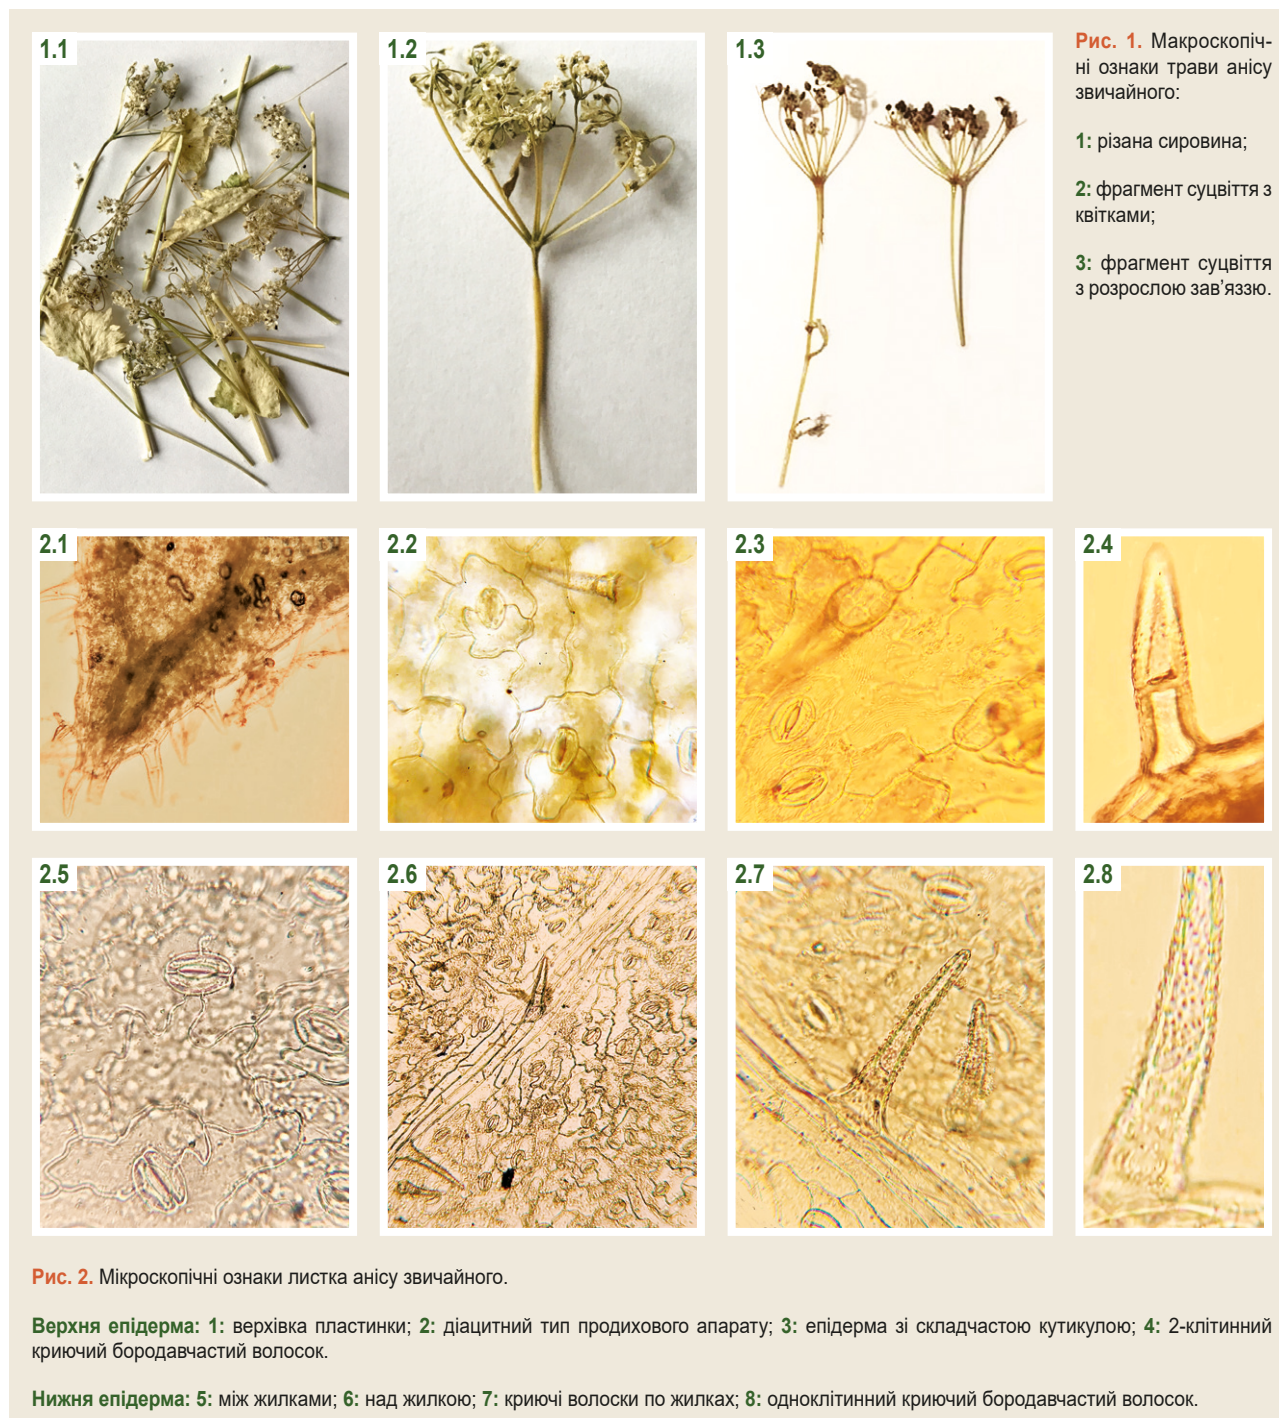 1.1
1.2
1.3
Рис. 1. Макроскопіч-
ні ознаки трави анісу
звичайного:
1: різана сировина;
2: фрагмент суцвіття з
квітками;
3: фрагмент суцвіття
з розрослою зав’яззю.
2.1
2.2
2.3
2.4
2.5
2.6
2.7
2.8
Рис. 2. Мікроскопічні ознаки листка анісу звичайного.
Верхня епідерма: 1: верхівка пластинки; 2: діацитний тип продихового апарату; 3: епідерма зі складчастою кутикулою; 4: 2-клітинний
криючий бородавчастий волосок.
Нижня епідерма: 5: між жилками; 6: над жилкою; 7: криючі волоски по жилках; 8: одноклітинний криючий бородавчастий волосок.